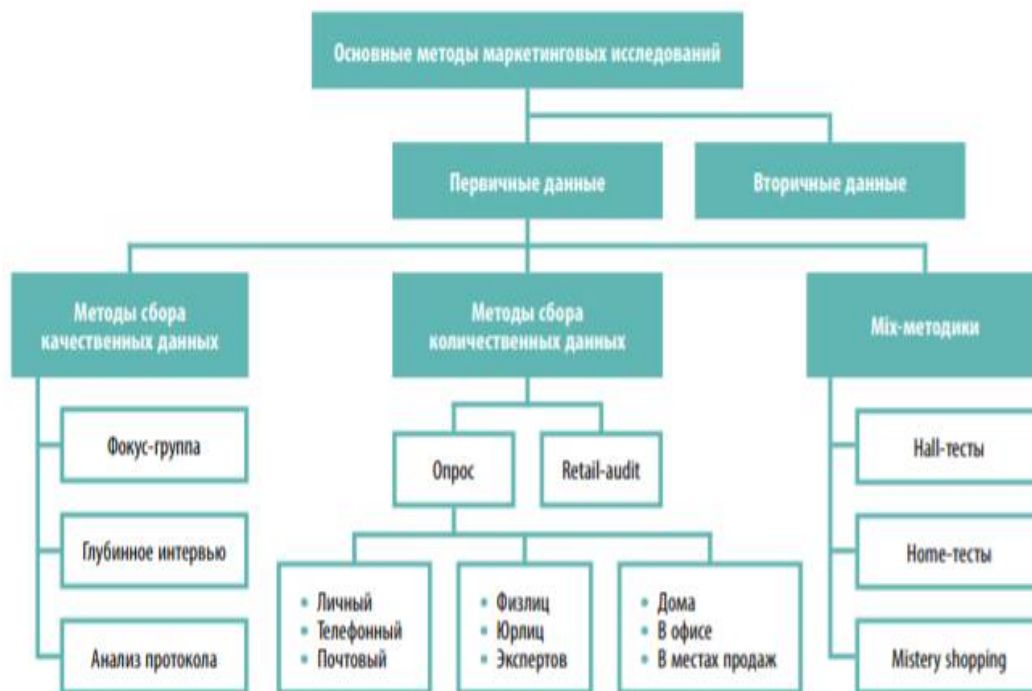 Основные методы маркетинговых исследований
Первичные данные
Вторичные данные
Методы сбора
качественных данных
Методы сбора
количественных данных
Mix-методики
Фокус-группа
Глубинное интервью
Анализ протокола
Опрос
Retail-audit
• Личный
• Телефонный
• Почтовый
• Физлиц
• Юрлиц
• Экспертов
• Дома
• В офисе
• В местах продаж
Hall-тесты
Home-тесты
Mistery shopping